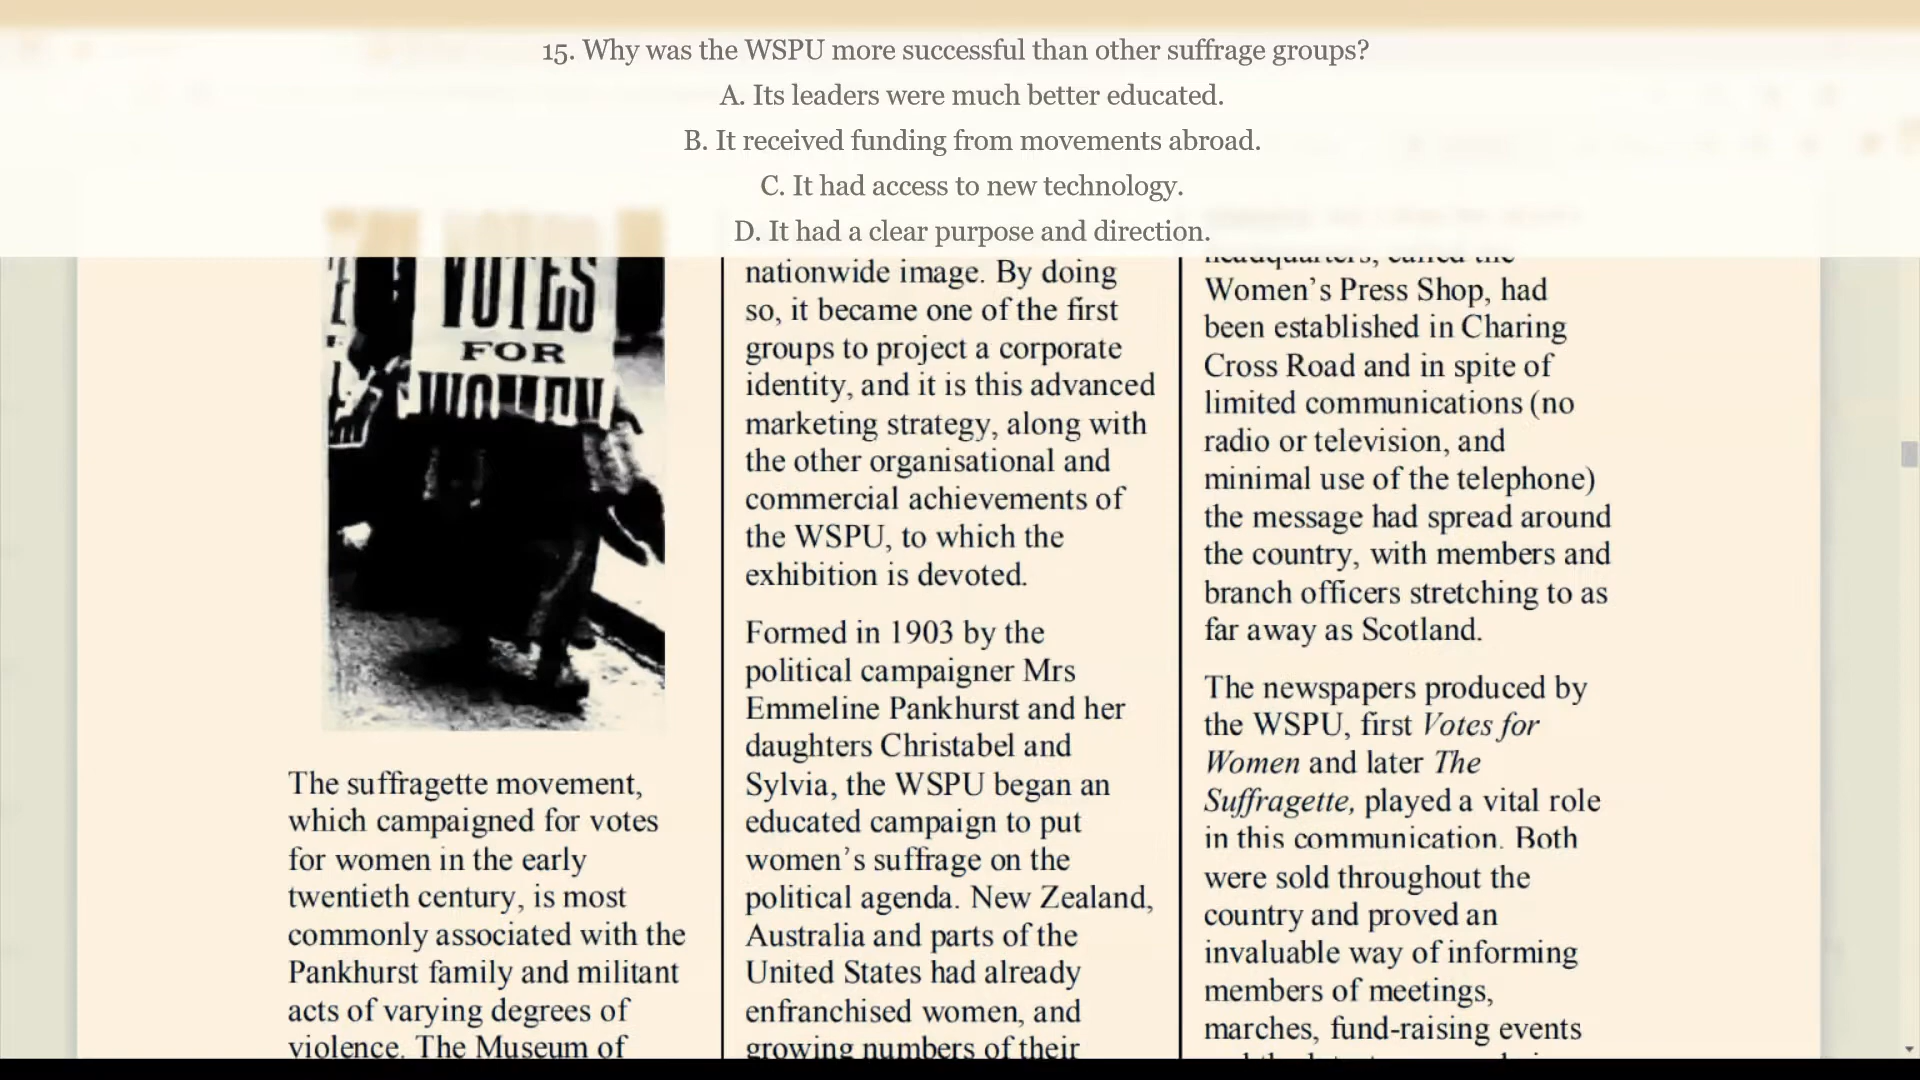 15. Why was the WSPU more successful than other suffrage groups?
A. Its leaders were much better educated.
B. It received funding from movements abroad.
C. It had access to new technology.
D. It had a clear purpose and direction.
VOTES
FOR
WOMEN
The suffragette movement,
which campaigned for votes
for women in the early
twentieth century, is most
commonly associated with the
Pankhurst family and militant
acts of varying degrees of
violence. The Museum of
nationwide image. By doing
so, it became one of the first
groups to project a corporate
identity, and it is this advanced
marketing strategy, along with
the other organisational and
commercial achievements of
the WSPU, to which the
exhibition is devoted.
Formed in 1903 by the
political campaigner Mrs
Emmeline Pankhurst and her
daughters Christabel and
Sylvia, the WSPU began an
educated campaign to put
women’s suffrage on the
political agenda. New Zealand,
Australia and parts of the
United States had already
enfranchised women, and
growing numbers of their
headquarters, called the
Women’s Press Shop, had
been established in Charing
Cross Road and in spite of
limited communications (no
radio or television, and
minimal use of the telephone)
the message had spread around
the country, with members and
branch officers stretching to as
far away as Scotland.
The newspapers produced by
the WSPU, first Votes for
Women and later The
Suffragette, played a vital role
in this communication. Both
were sold throughout the
country and proved an
invaluable way of informing
members of meetings,
marches, fund-raising events